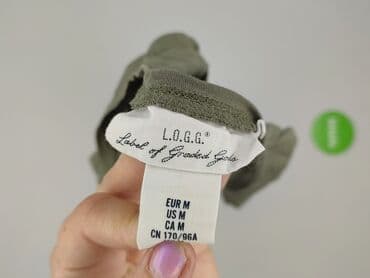 L.O.G.G.®
Label of Graded Goods
EUR M
US M
CA M
CN 170/96A